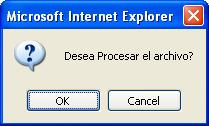 Microsoft Internet Explorer
Desea Procesar el archivo?
OK
Cancel